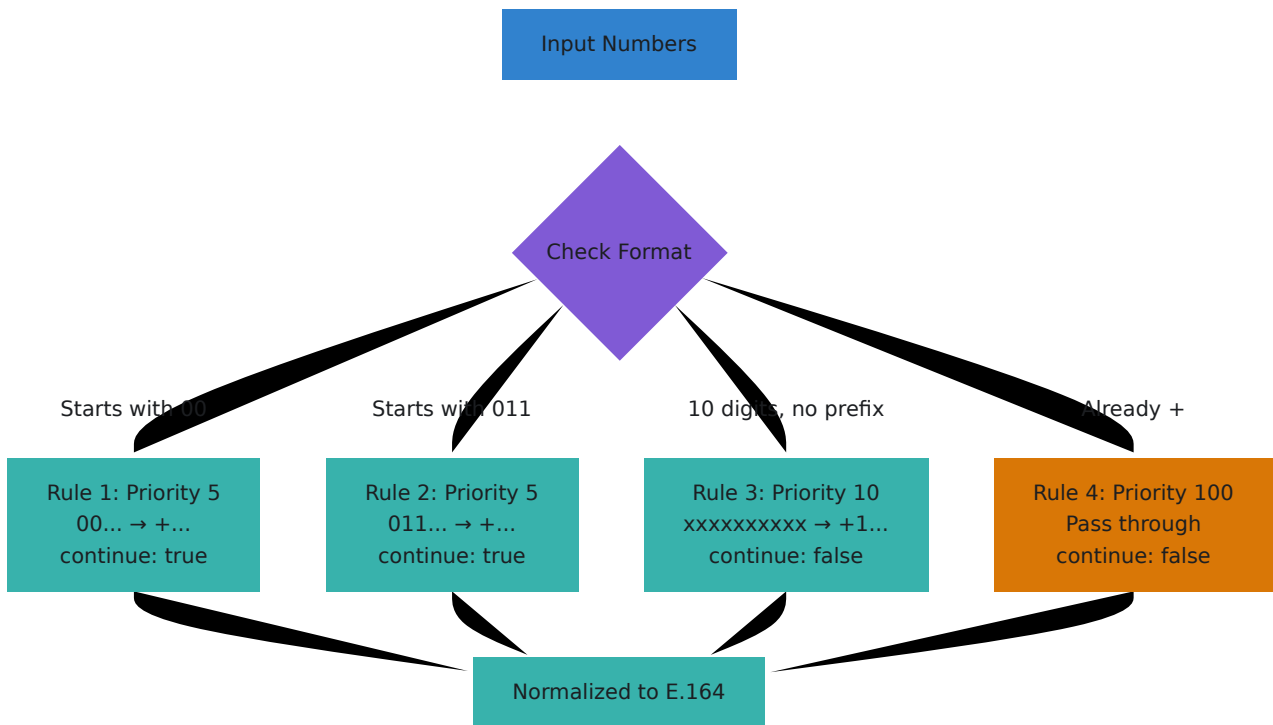 Input Numbers
Check Format
Starts with 00
Starts with 011
10 digits, no prefix
Already +
Rule 1: Priority 5
00... → +...
continue: true
Rule 2: Priority 5
011... → +...
continue: true
Rule 3: Priority 10
xxxxxxxxxx → +1...
continue: false
Rule 4: Priority 100
Pass through
continue: false
Normalized to E.164